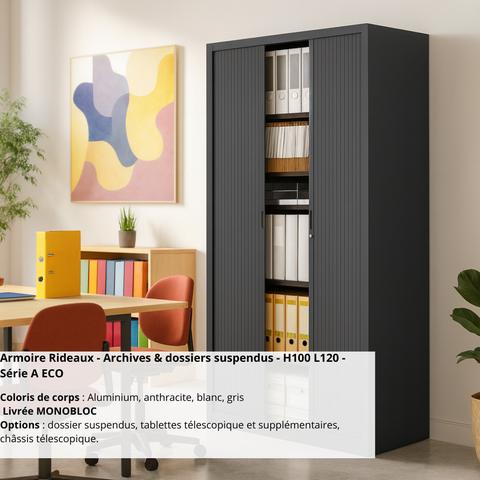 Armoire Rideaux - Archives & dossiers suspendus - H100 L120 -
Série A ECO
Coloris de corps : Aluminium, anthracite, blanc, gris
Livrée MONOBLOC
Options : dossier suspendus, tablettes télescopique et supplémentaires,
châssis télescopique.